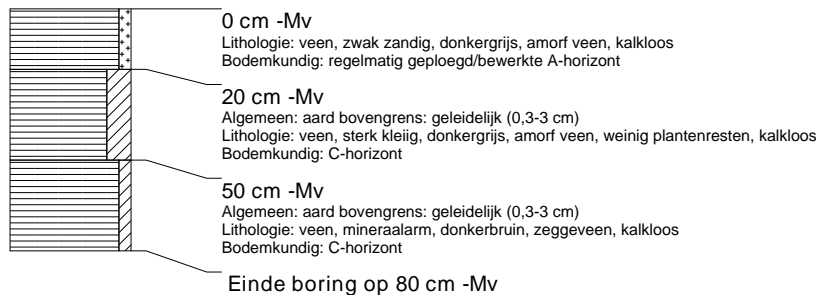 0 cm -Mv
Lithologie: veen, zwak zandig, donkergrijs, amorf veen, kalkloos
Bodemkundig: regelmatig geploegd/bewerkte A-horizont
20 cm -Mv
Algemeen: aard bovengrens: geleidelijk (0,3-3 cm)
Lithologie: veen, sterk kleiig, donkergrijs, amorf veen, weinig plantenresten, kalkloos
Bodemkundig: C-horizont
50 cm -Mv
Algemeen: aard bovengrens: geleidelijk (0,3-3 cm)
Lithologie: veen, mineraalarm, donkerbruin, zeggeveen, kalkloos
Bodemkundig: C-horizont
Einde boring op 80 cm -Mv